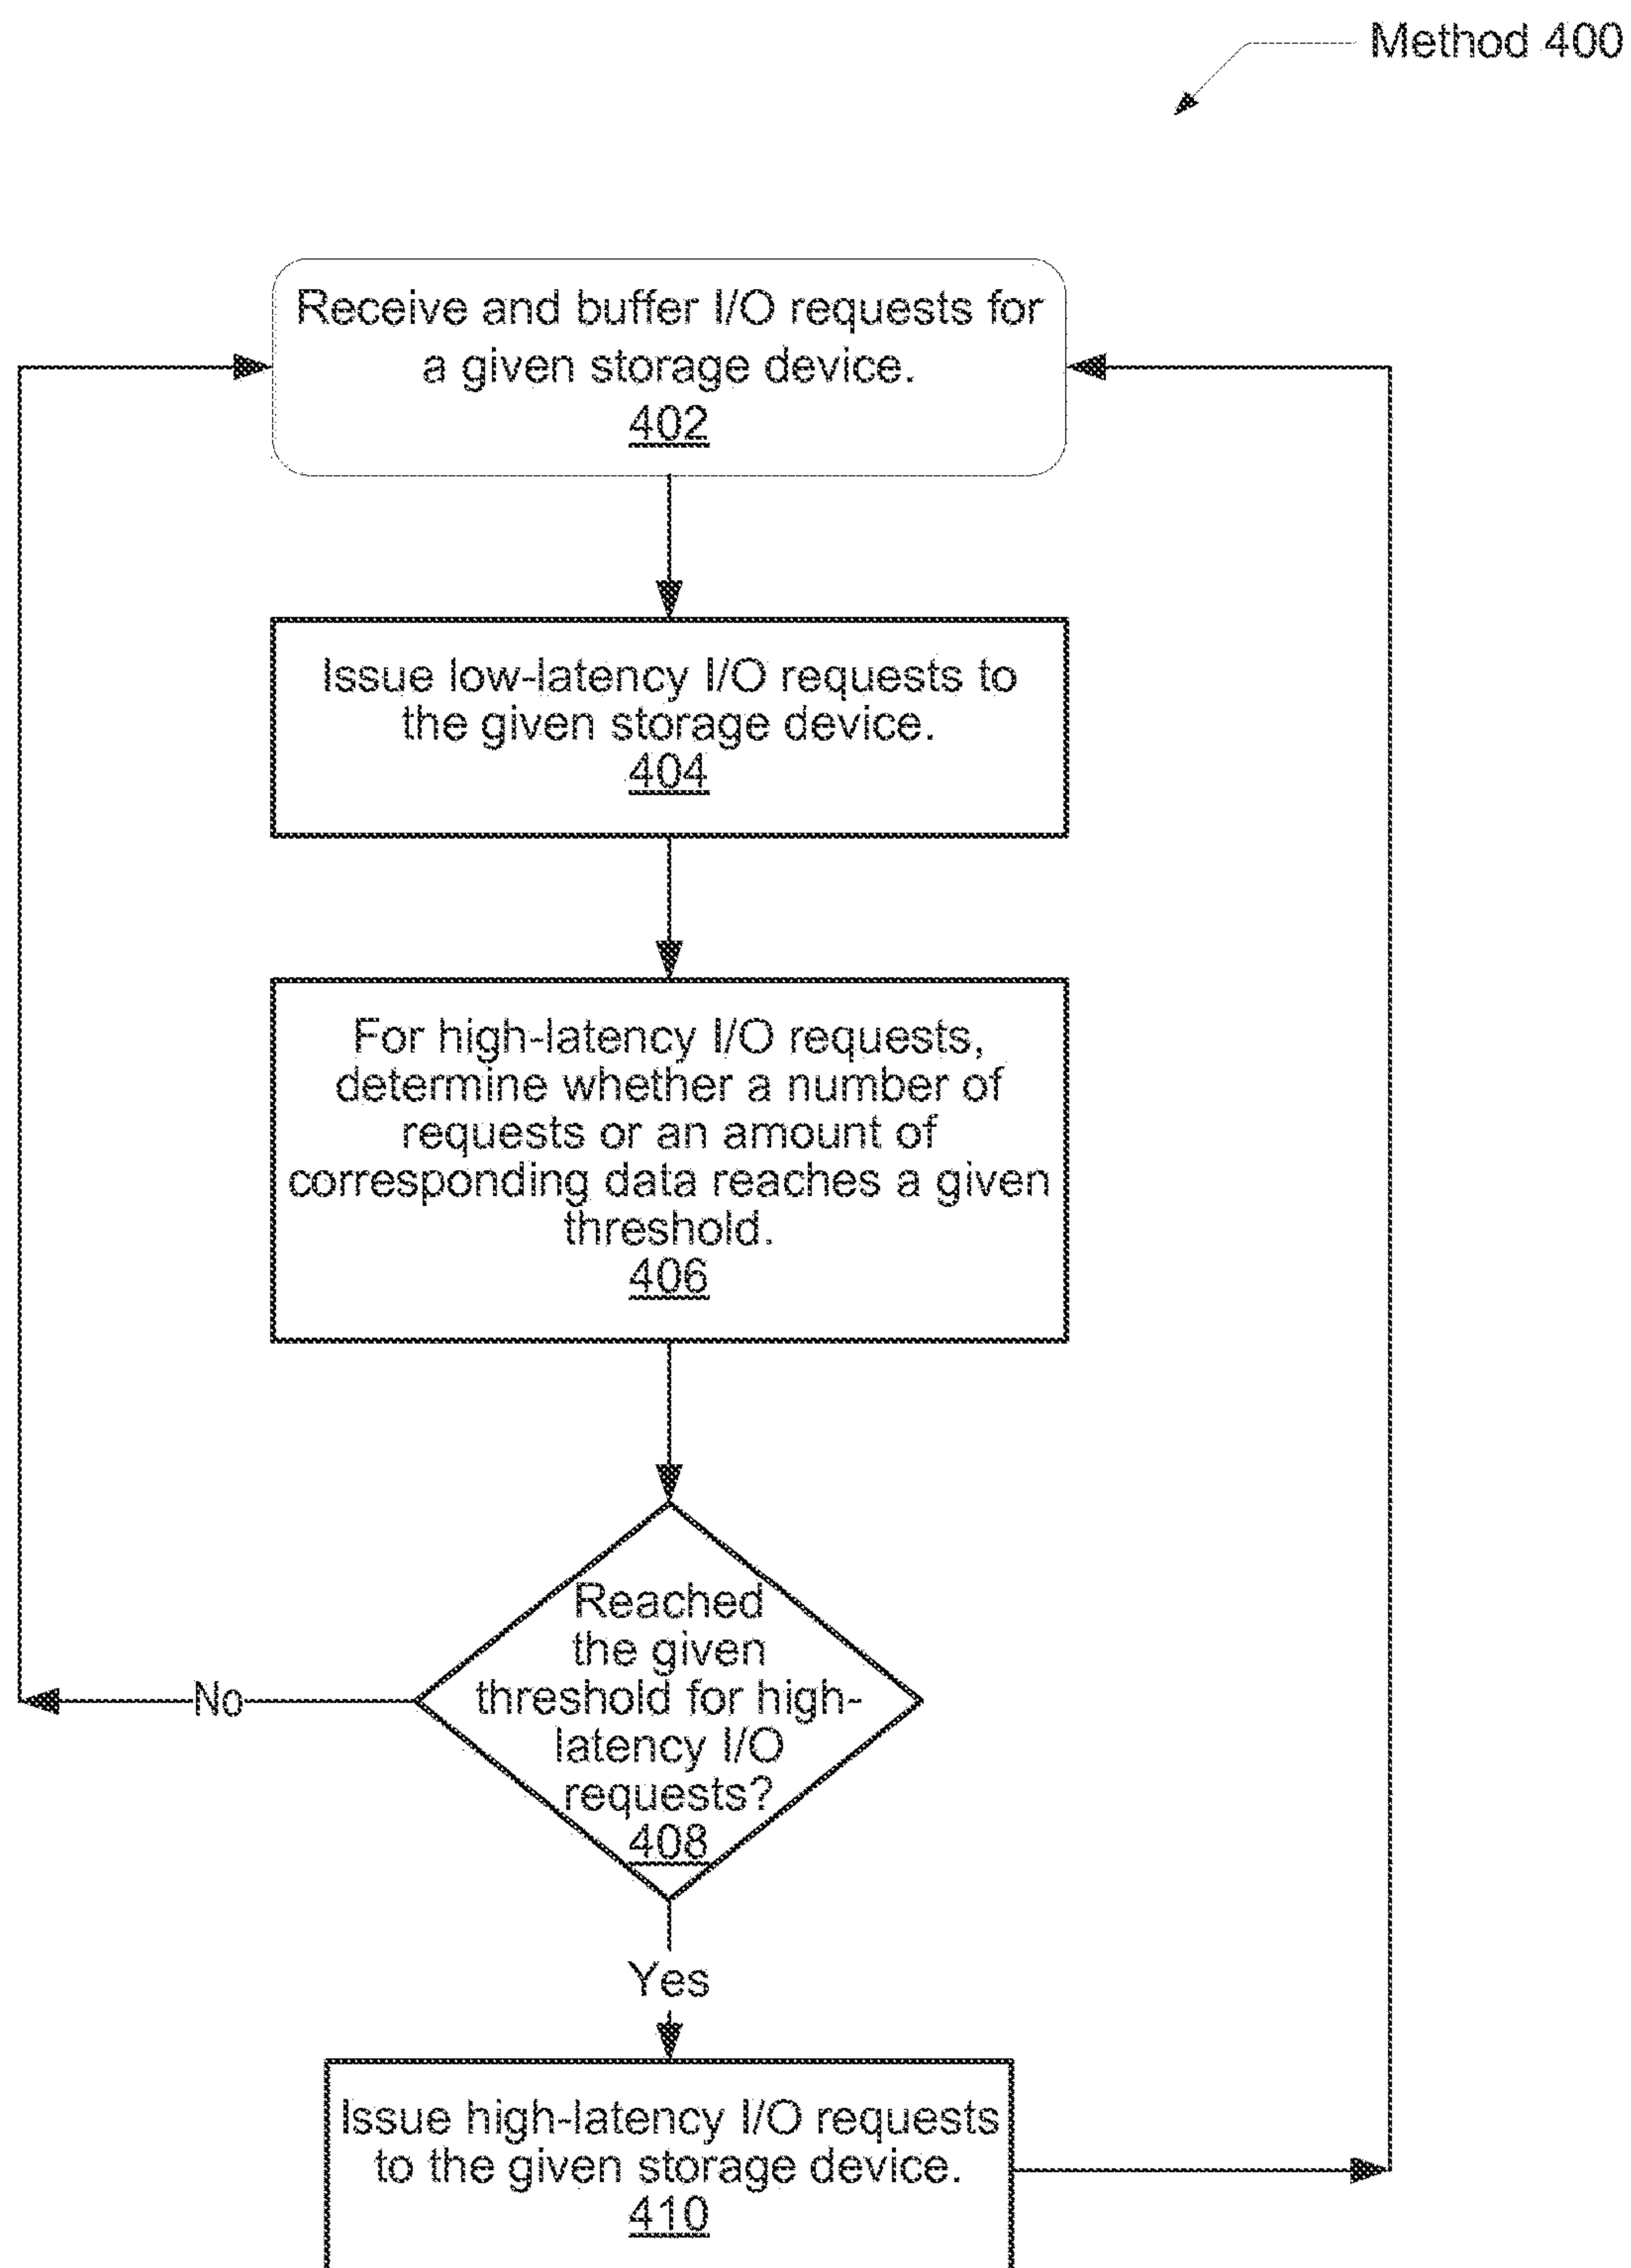 Method 400
Receive and buffer I/O requests for
a given storage device.
402
Issue low-latency I/O requests to
the given storage device.
404
For high-latency I/O requests,
determine whether a number of
requests or an amount of
corresponding data reaches a given
threshold.
406
Reached
the given
threshold for high-
latency I/O
requests?
408
No
Yes
Issue high-latency I/O requests
to the given storage device.
410